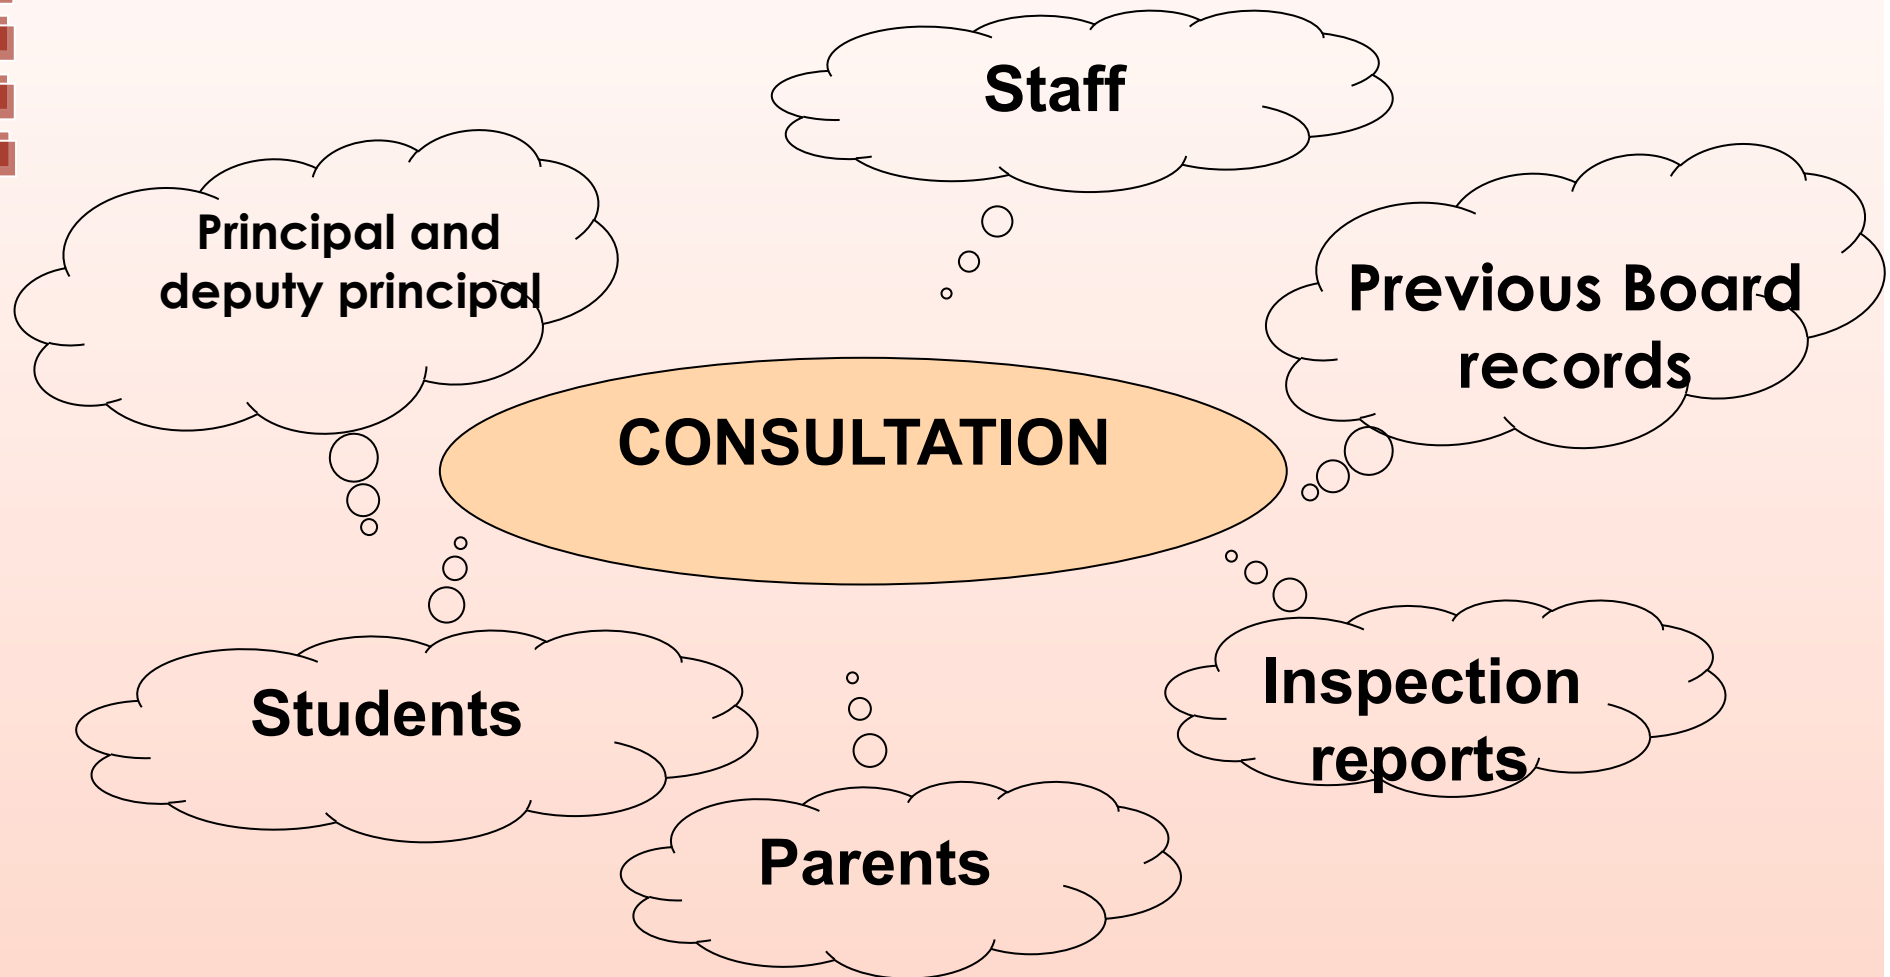 Staff
Principal and
deputy principal
Previous Board
records
CONSULTATION
Students
Inspection
reports
Parents